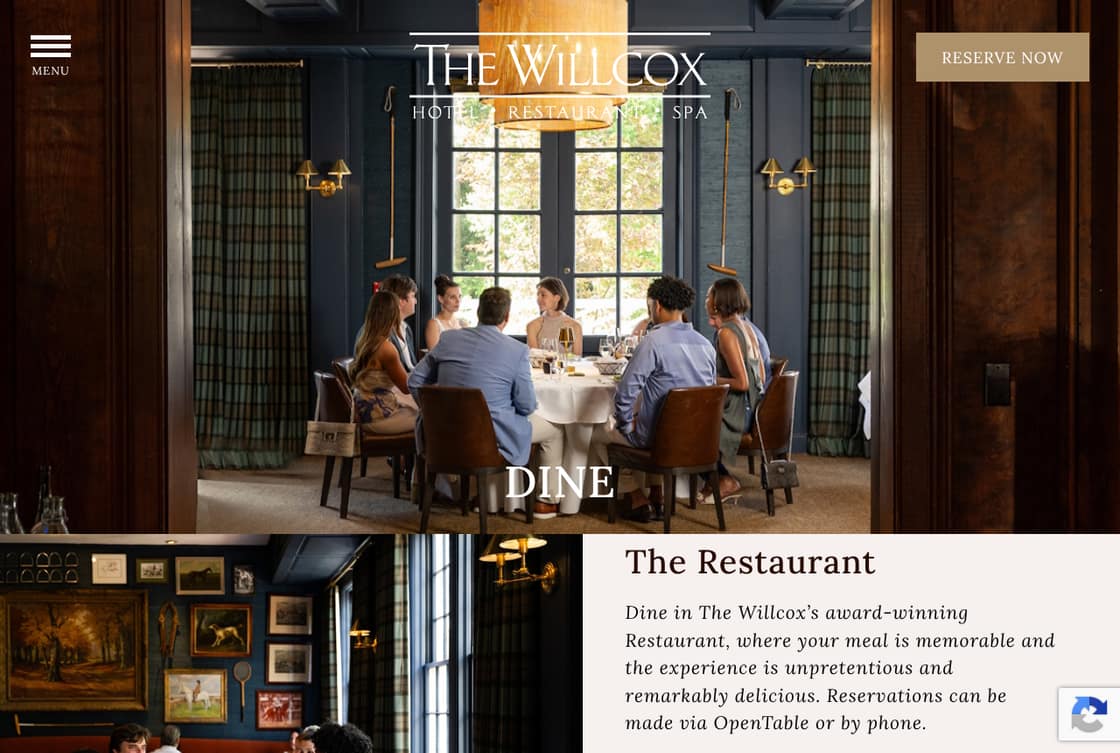 MENU
THE WILLCOX
HOTEL • RESTAURANT • SPA
RESERVE NOW
DINE
The Restaurant
Dine in The Willcox’s award-winning
Restaurant, where your meal is memorable and
the experience is unpretentious and
remarkably delicious. Reservations can be
made via OpenTable or by phone.